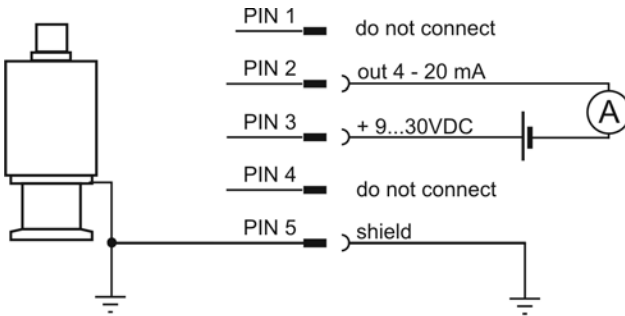 PIN 1 do not connect
PIN 2 out 4 - 20 mA
A
PIN 3 + 9...30VDC
PIN 4 do not connect
PIN 5 shield